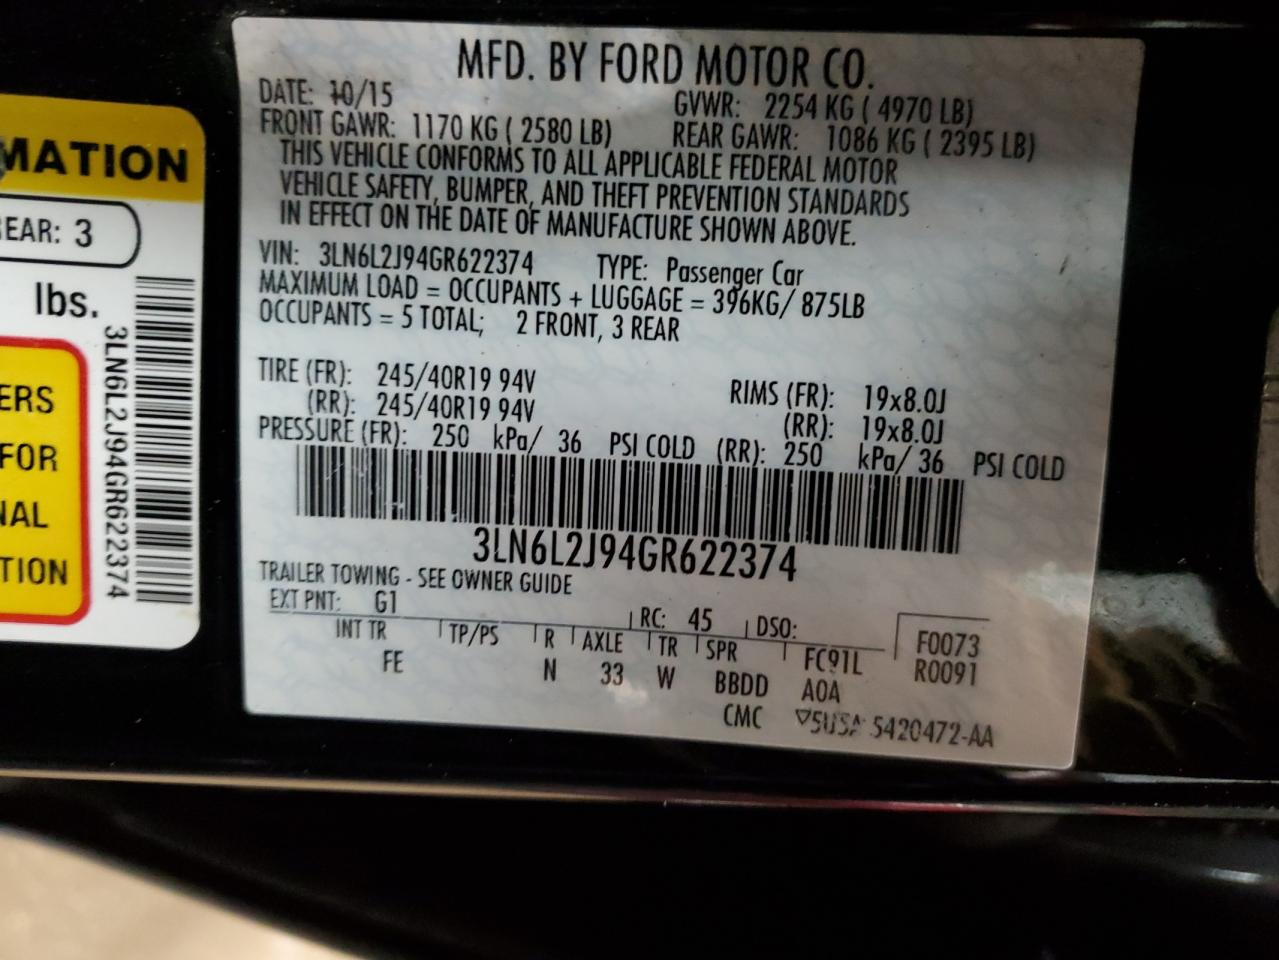 MATION
EAR: 3
lbs.
3LN6L2J94GR622374
ERS
FOR
NAL
TION
MFD. BY FORD MOTOR CO.
DATE: 10/15 GVWR: 2254 KG ( 4970 LB)
FRONT GAWR: 1170 KG ( 2580 LB) REAR GAWR: 1086 KG ( 2395 LB)
THIS VEHICLE CONFORMS TO ALL APPLICABLE FEDERAL MOTOR
VEHICLE SAFETY, BUMPER, AND THEFT PREVENTION STANDARDS
IN EFFECT ON THE DATE OF MANUFACTURE SHOWN ABOVE.
VIN: 3LN6L2J94GR622374 TYPE: Passenger Car
MAXIMUM LOAD = OCCUPANTS + LUGGAGE = 396KG/ 875LB
OCCUPANTS = 5 TOTAL; 2 FRONT, 3 REAR
TIRE (FR): 245/40R19 94V RIMS (FR): 19x8.0J
(RR): 245/40R19 94V (RR): 19x8.0J
PRESSURE (FR): 250 kPa/ 36 PSI COLD (RR): 250 kPa/ 36 PSI COLD
3LN6L2J94GR622374
TRAILER TOWING - SEE OWNER GUIDE
EXT PNT: G1 RC: 45 DSO: F0073
INT TR TP/PS R AXLE TR SPR FC91L R0091
FE N 33 W BBDD A0A
CMC ▽5USA 5420472-AA